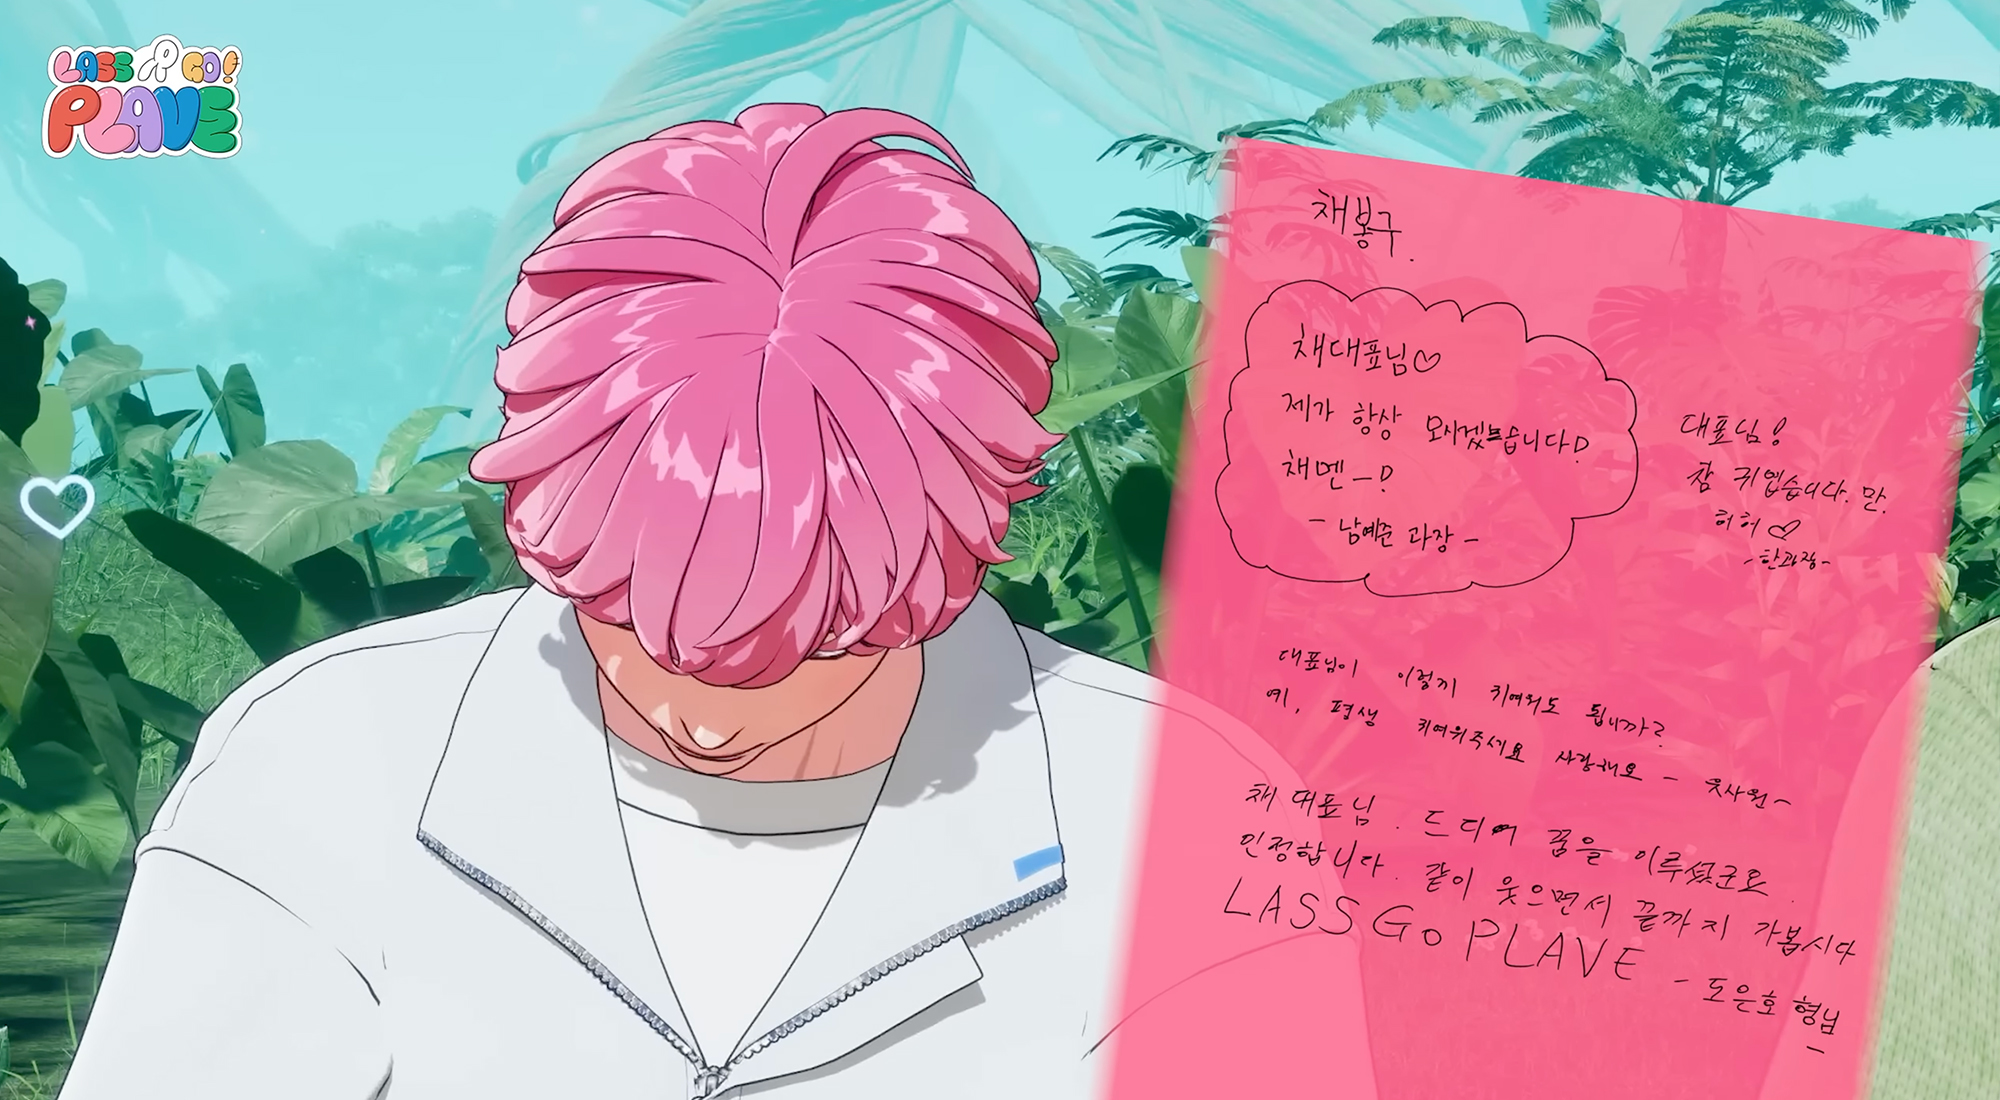 LASS GO!
PLAVE
채봉구.
채대표님♡
제가 항상 모시겠습니다!
채멘-!
- 남예준 과장 -
대표님!
참 귀엽습니다. 만.
허허 ♡
- 한과장 -
대표님이 이렇게 귀여워도 됩니까?
예, 평생 귀여워주세요 사랑해요 - 웃사원 -
채 대표님. 드디어 꿈을 이루셨군요.
인정합니다. 같이 웃으면서 끝까지 가봅시다
LASS Go PLAVE - 도은호 형님 -